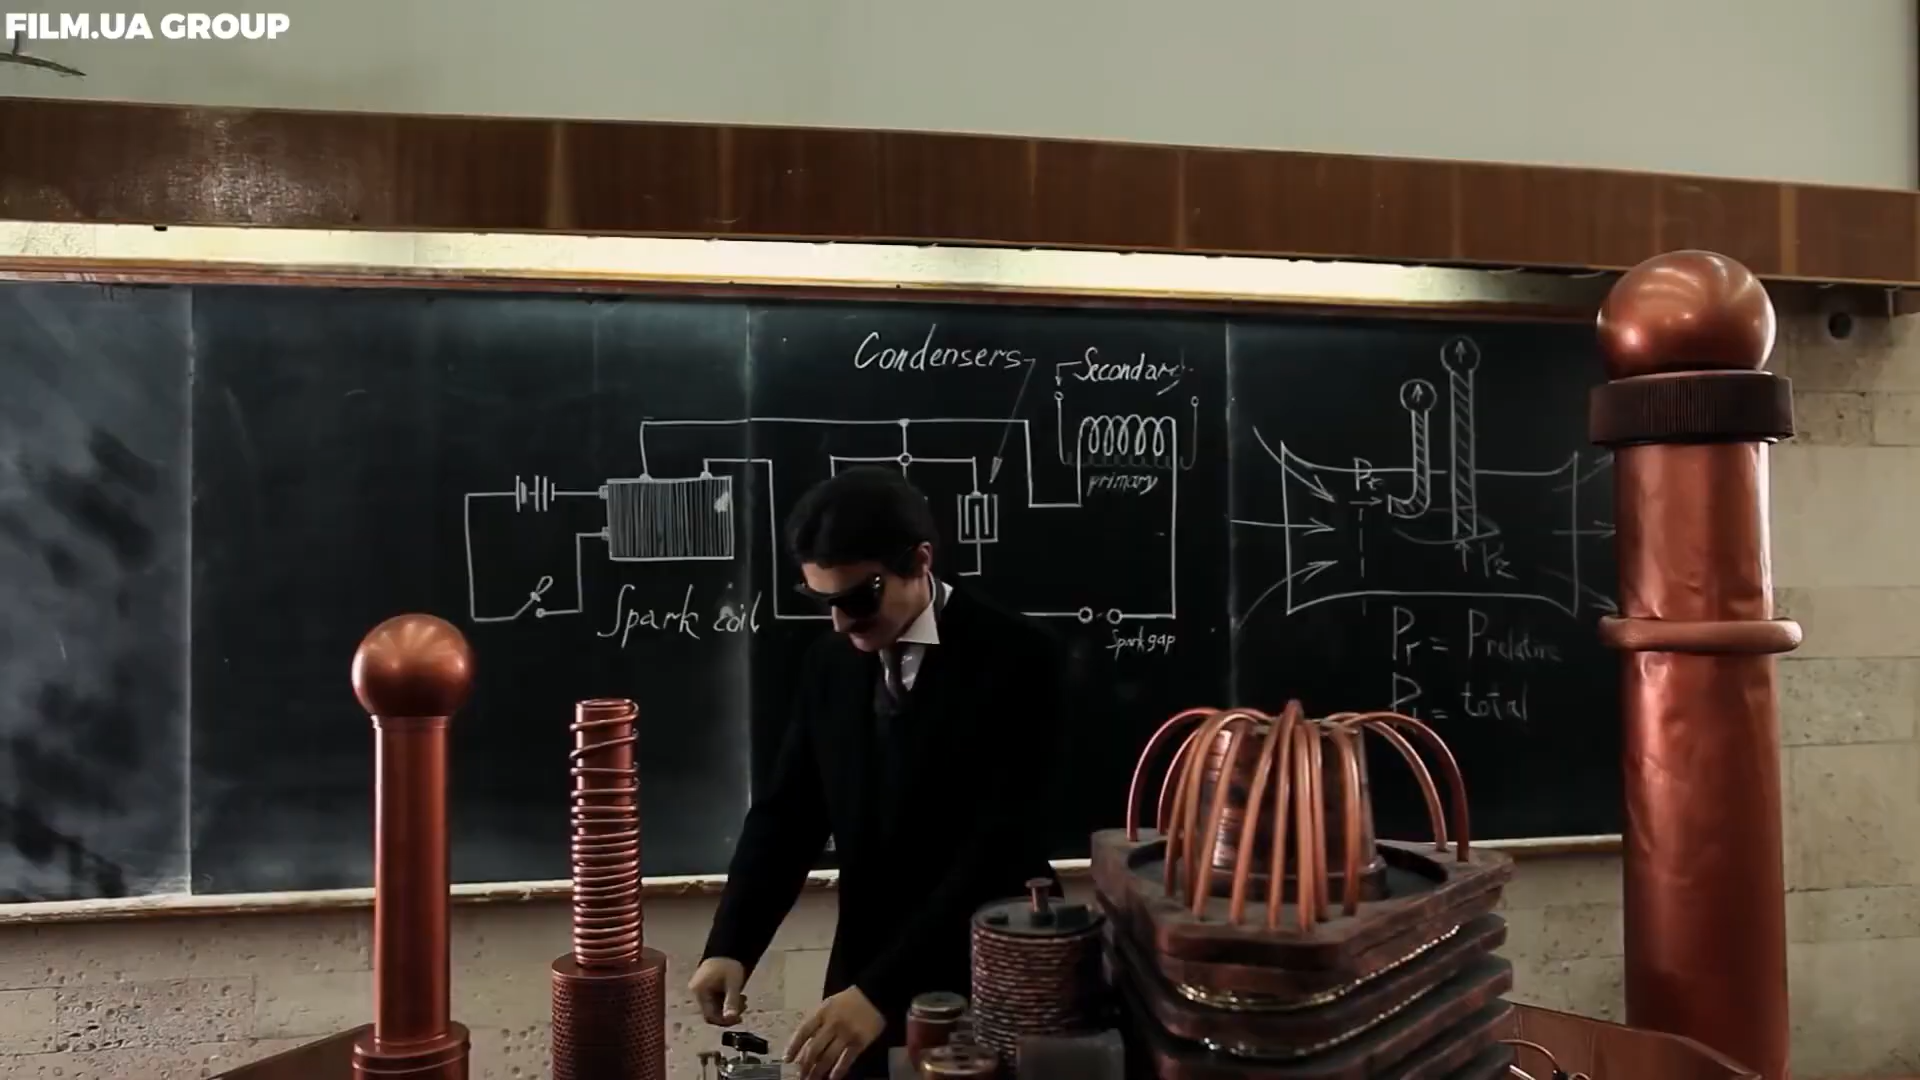 FILM.UA GROUP
Condensers
Secondary
primary
Spark coil
Spark gap
Pr = Prelative
= total